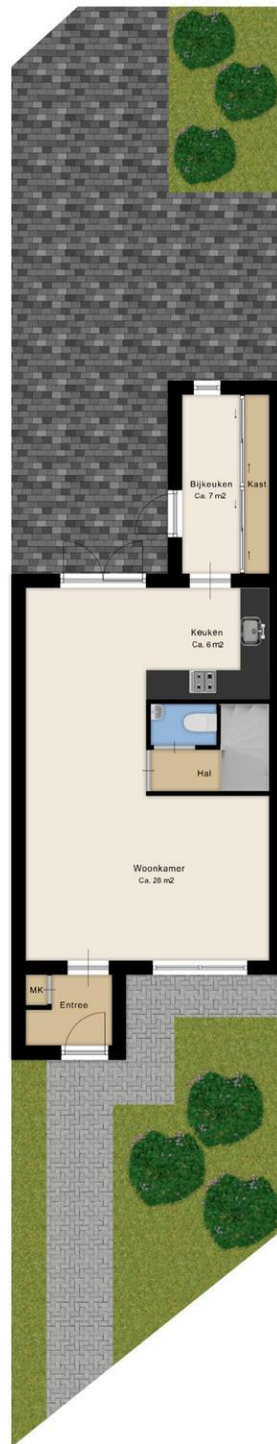 Bijkeuken
Ca. 7 m2
Kast
Keuken
Ca. 6 m2
Hal
Woonkamer
Ca. 28 m2
MK
Entree